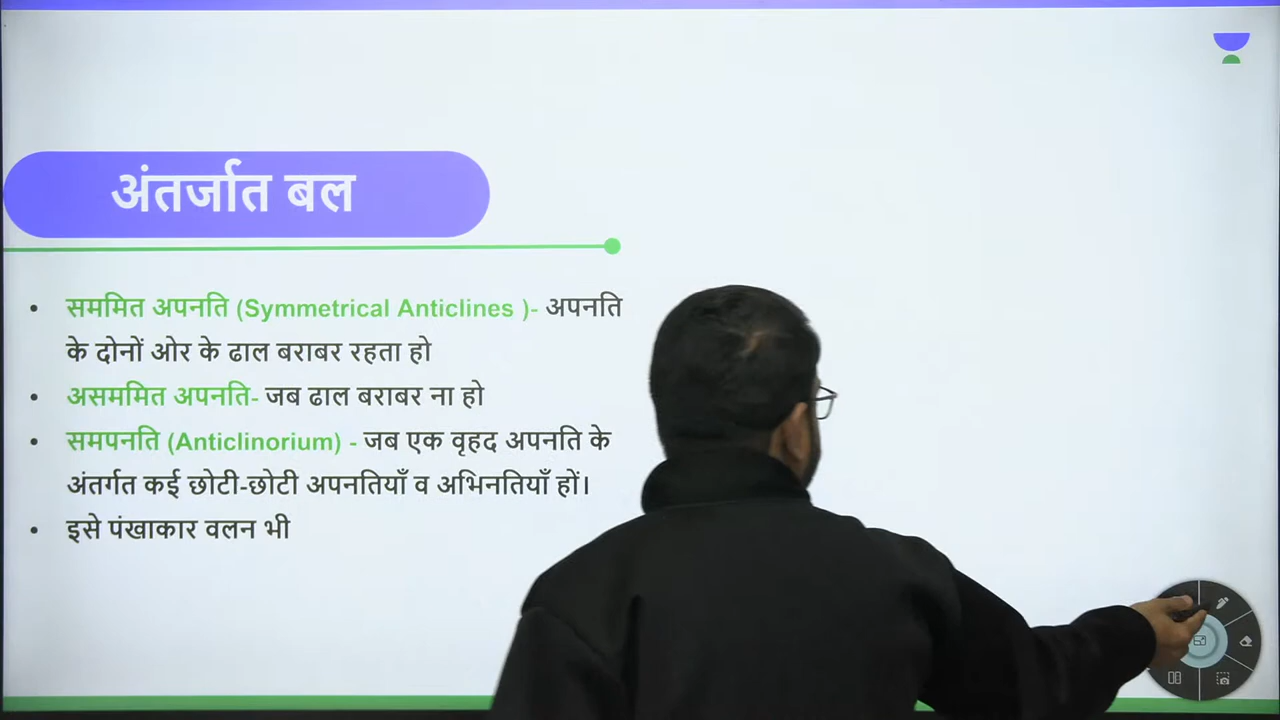 अंतर्जात बल
• सममित अपनति (Symmetrical Anticlines )- अपनति
के दोनों ओर के ढाल बराबर रहता हो
• असममित अपनति- जब ढाल बराबर ना हो
• समपनति (Anticlinorium) - जब एक वृहद अपनति के
अंतर्गत कई छोटी-छोटी अपनतियाँ व अभिनतियाँ हों।
• इसे पंखाकार वलन भी